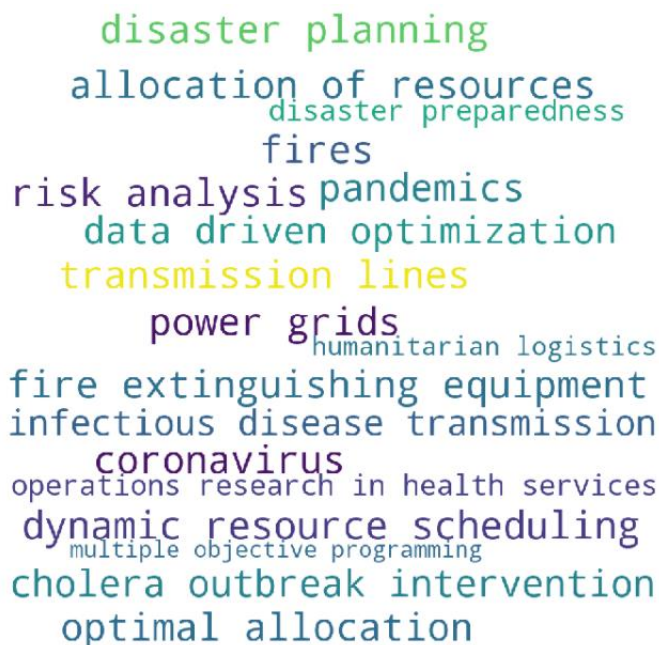 disaster planning
allocation of resources
disaster preparedness
fires
risk analysis pandemics
data driven optimization
transmission lines
power grids
humanitarian logistics
fire extinguishing equipment
infectious disease transmission
coronavirus
operations research in health services
dynamic resource scheduling
multiple objective programming
cholera outbreak intervention
optimal allocation